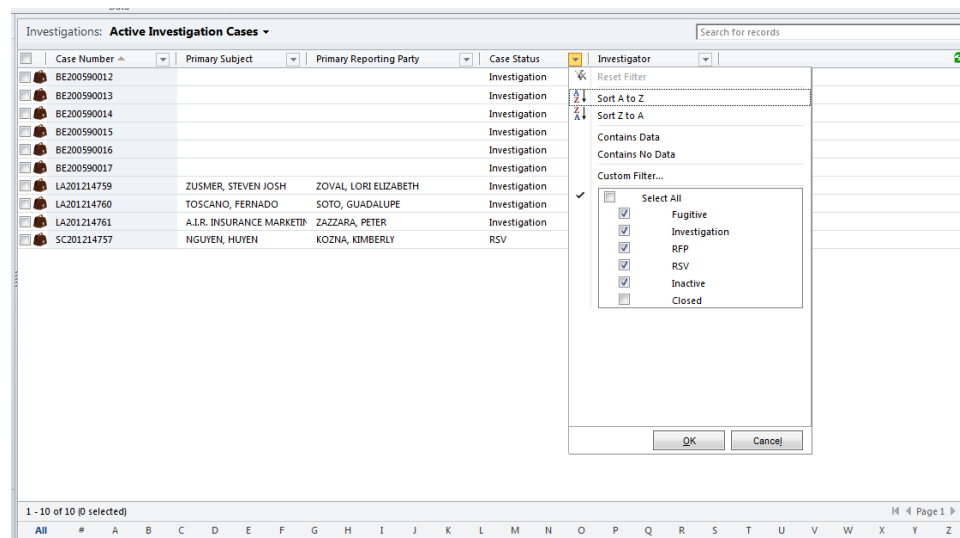 Investigations: Active Investigation Cases
Search for records
Case Number Primary Subject Primary Reporting Party Case Status Investigator
BE200590012 Investigation
BE200590013 Investigation
BE200590014 Investigation
BE200590015 Investigation
BE200590016 Investigation
BE200590017 Investigation
LA201214759 ZUSMER, STEVEN JOSH ZOVAL, LORI ELIZABETH Investigation
LA201214760 TOSCANO, FERNADO SOTO, GUADALUPE Investigation
LA201214761 A.I.R. INSURANCE MARKETIN ZAZZARA, PETER Investigation
SC201214757 NGUYEN, HUYEN KOZNA, KIMBERLY RSV
Reset Filter
Sort A to Z
Sort Z to A
Contains Data
Contains No Data
Custom Filter...
Select All
Fugitive
Investigation
RFP
RSV
Inactive
Closed
OK Cancel
1 - 10 of 10 (0 selected) Page 1
All # A B C D E F G H I J K L M N O P Q R S T U V W X Y Z